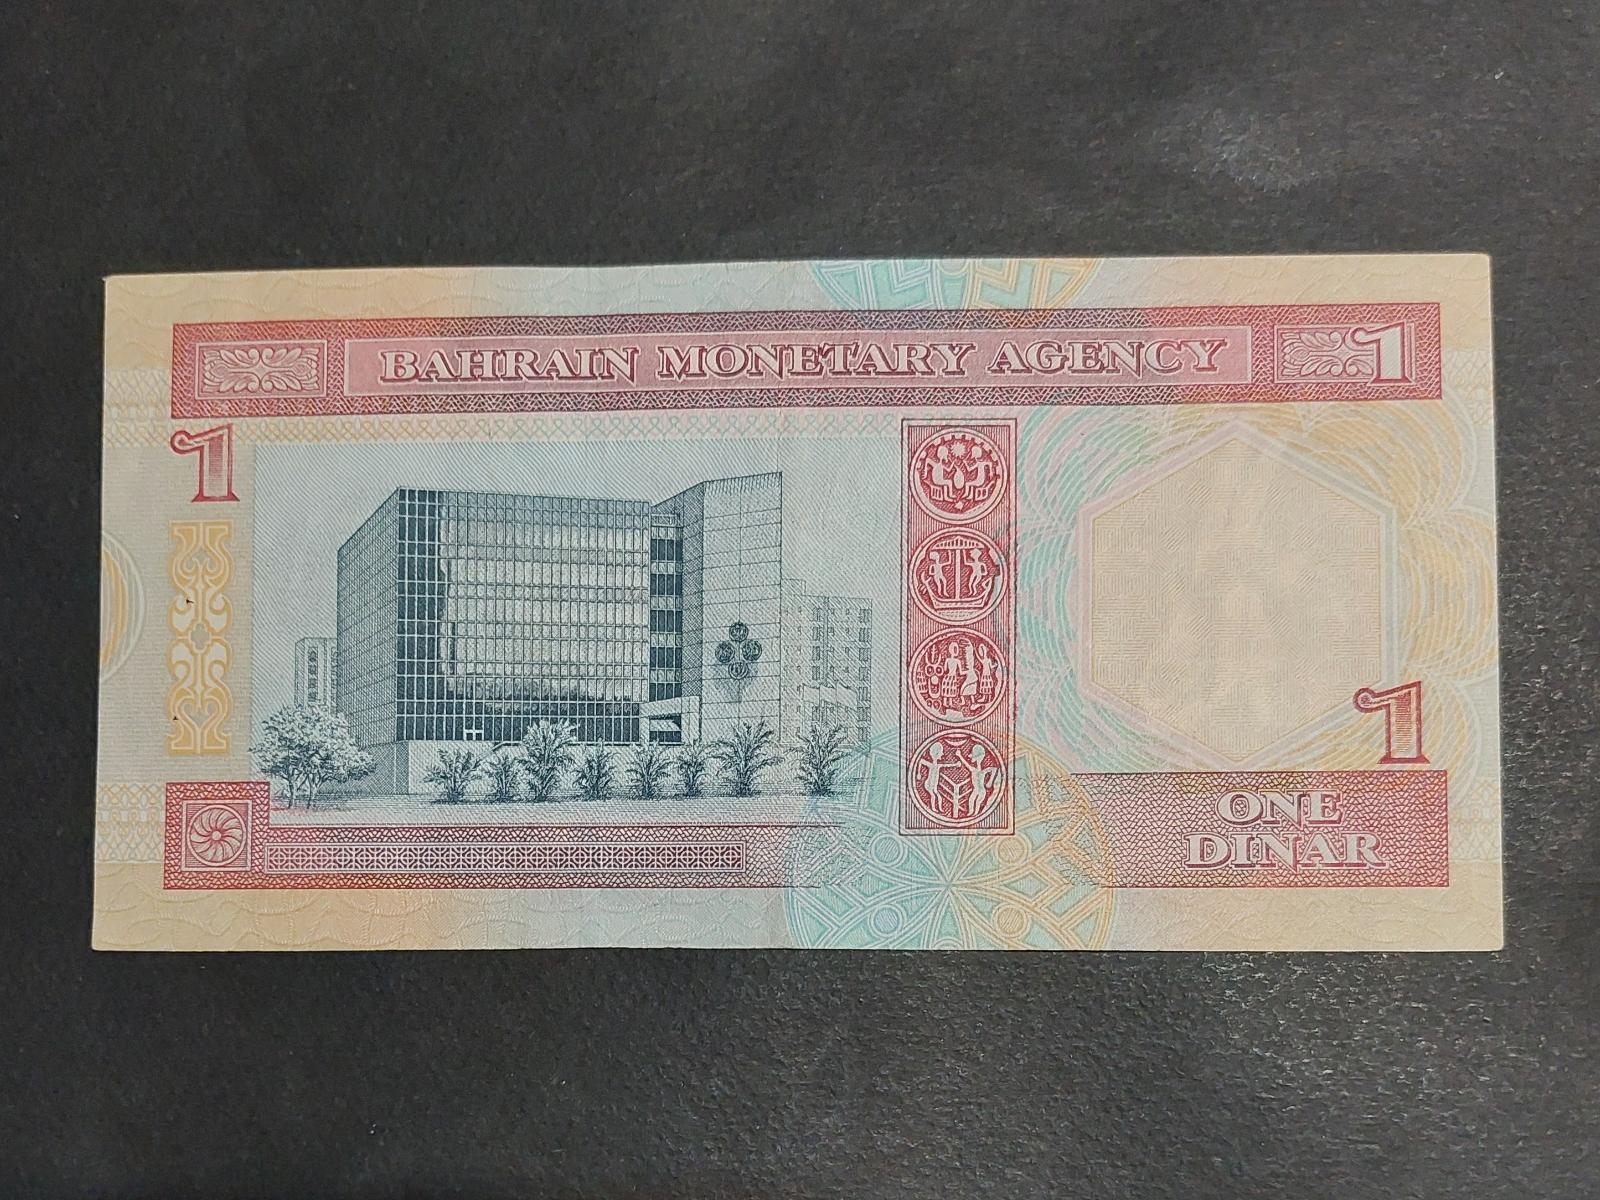 BAHRAIN MONETARY AGENCY 1
1
1
ONE
DINAR